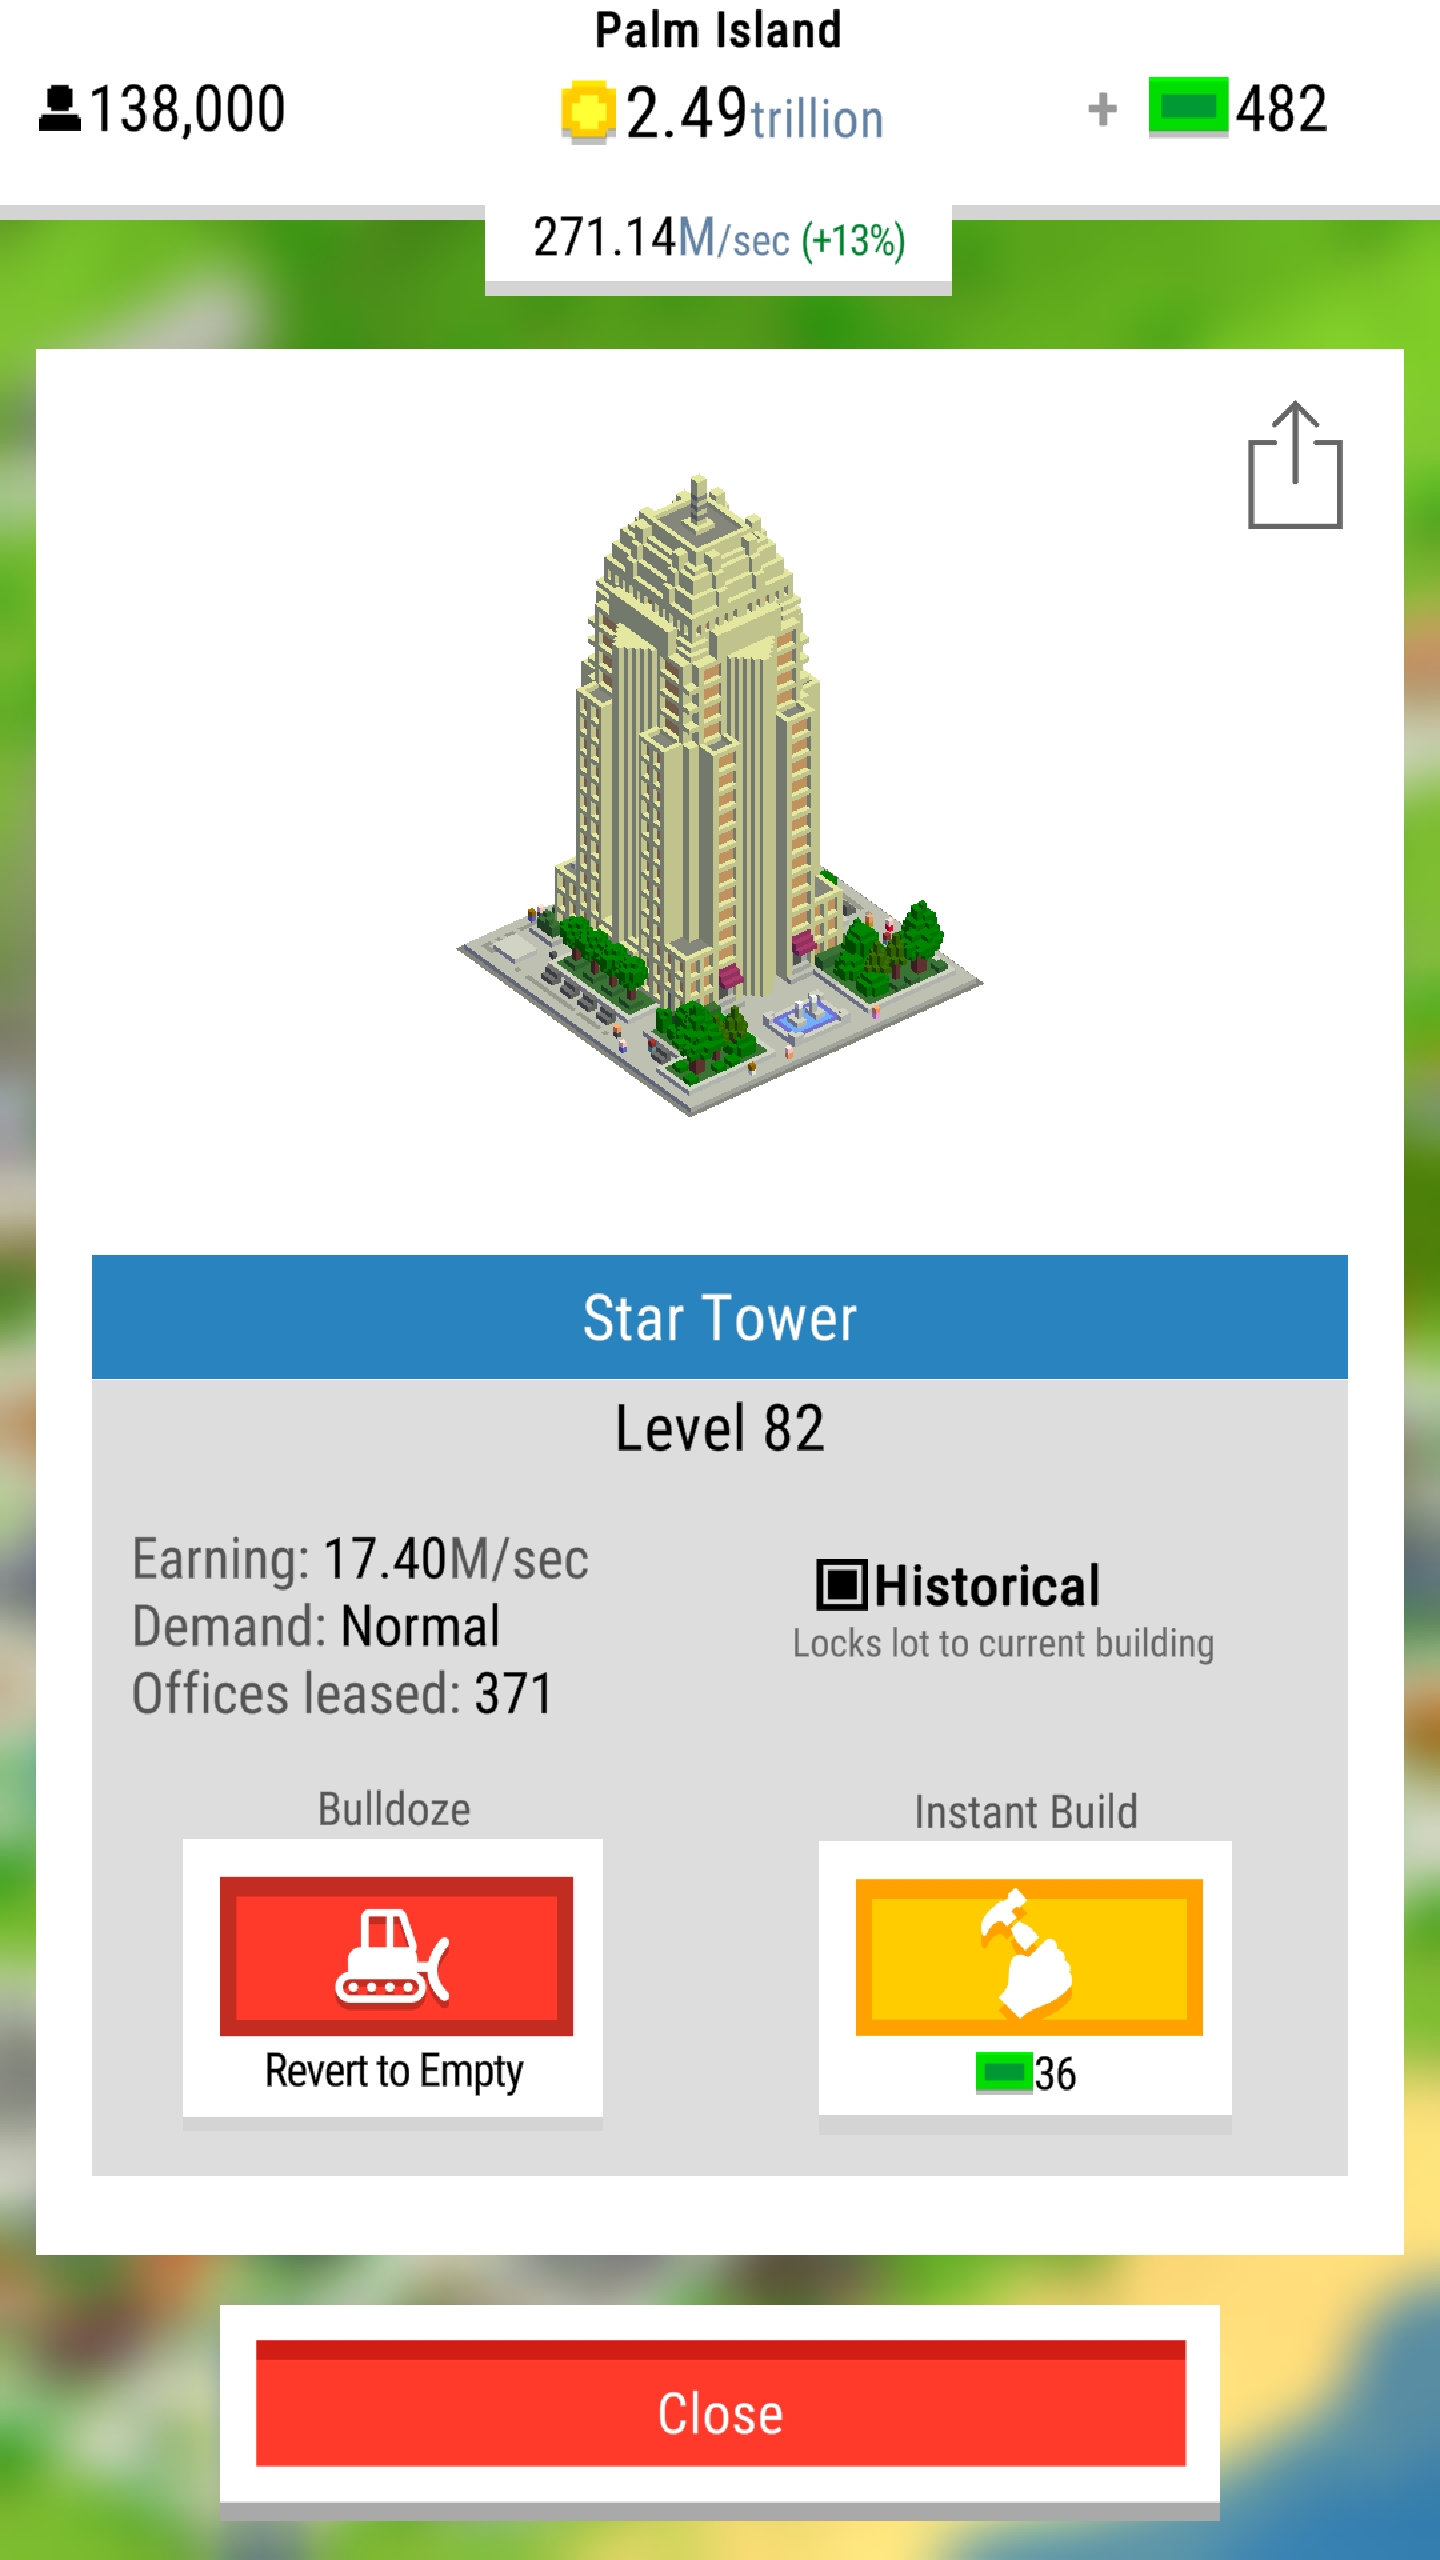 Palm Island
138,000
2.49trillion
+ 482
271.14M/sec (+13%)
Star Tower
Level 82
Earning: 17.40M/sec
Demand: Normal
Offices leased: 371
Historical
Locks lot to current building
Bulldoze
Revert to Empty
Instant Build
36
Close